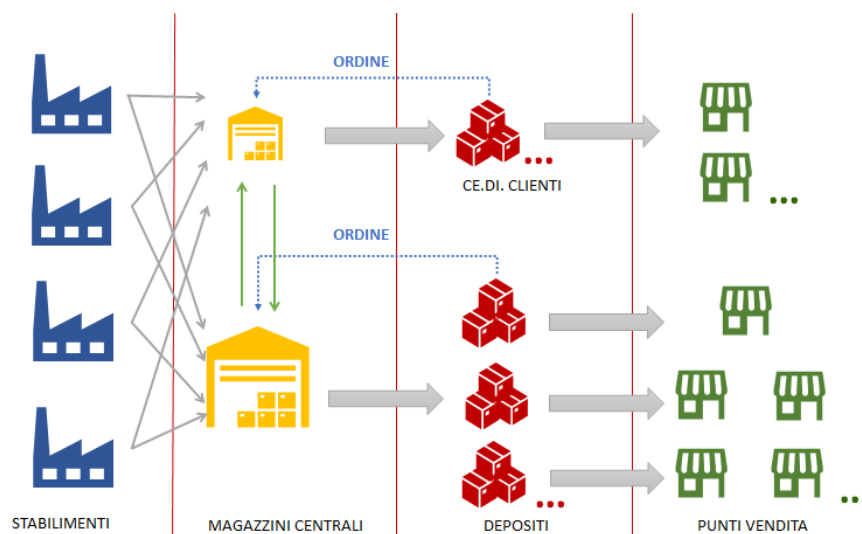 ORDINE
CE.DI. CLIENTI
ORDINE
STABILIMENTI
MAGAZZINI CENTRALI
DEPOSITI
PUNTI VENDITA